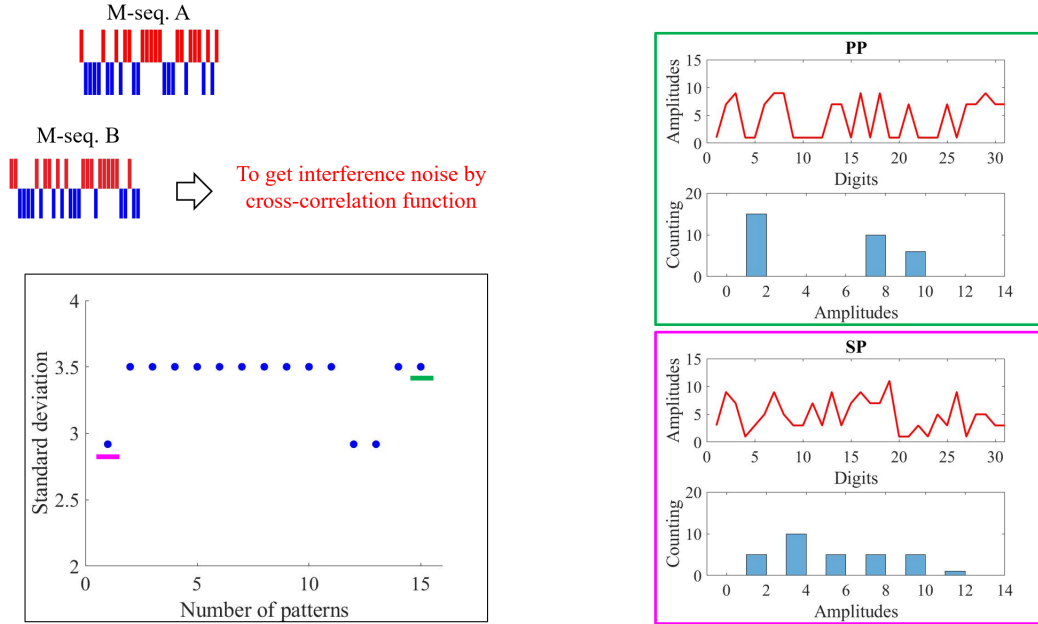 M-seq. A
M-seq. B
To get interference noise by
cross-correlation function
4
3.5
3
2.5
2
Standard deviation
0 5 10 15
Number of patterns
PP
15
10
5
0
Amplitudes
0 5 10 15 20 25 30
Digits
20
10
0
Counting
0 2 4 6 8 10 12 14
Amplitudes
SP
15
10
5
0
Amplitudes
0 5 10 15 20 25 30
Digits
20
10
0
Counting
0 2 4 6 8 10 12 14
Amplitudes